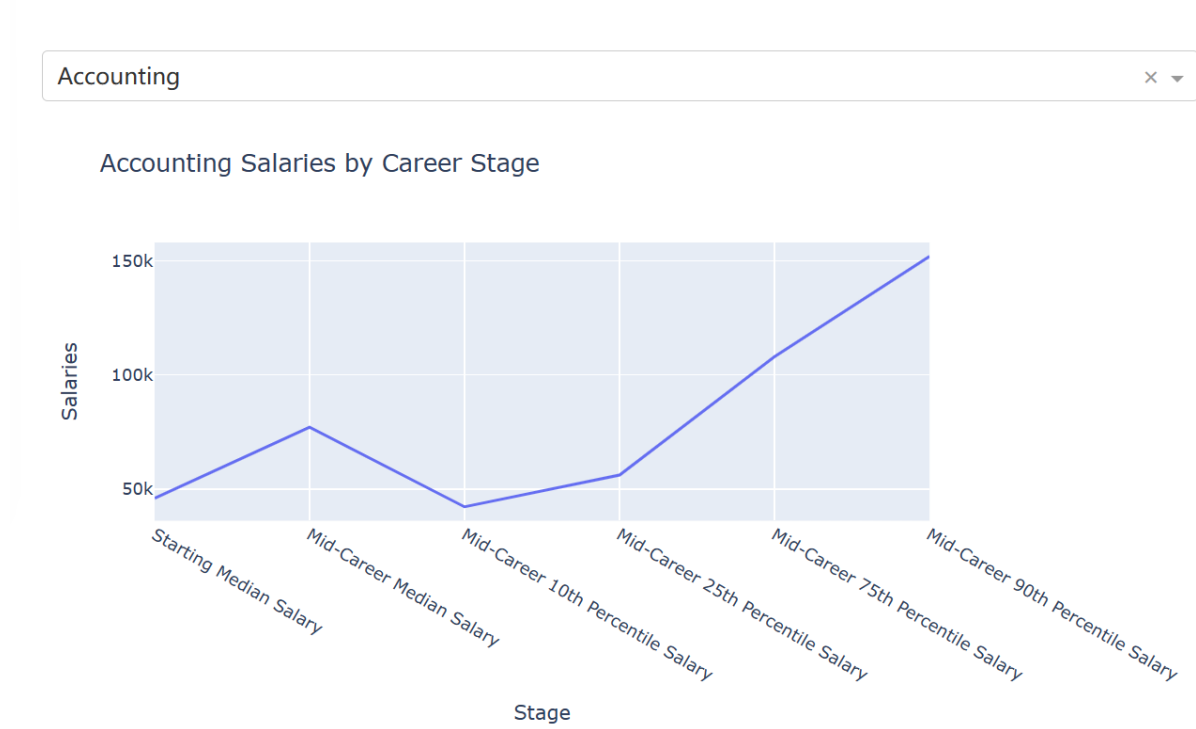 Accounting
Accounting Salaries by Career Stage
150k
100k
50k
Salaries
Starting Median Salary
Mid-Career Median Salary
Mid-Career 10th Percentile Salary
Mid-Career 25th Percentile Salary
Mid-Career 75th Percentile Salary
Mid-Career 90th Percentile Salary
Stage